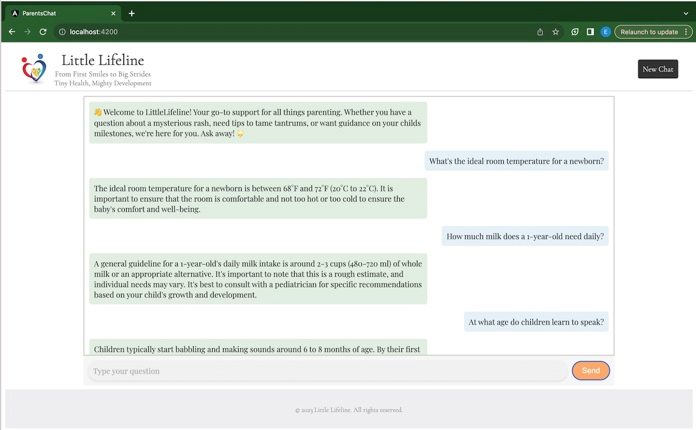 ParentsChat
localhost:4200
E
Relaunch to update
Little Lifeline
From First Smiles to Big Strides
Tiny Health, Mighty Development
New Chat
👋 Welcome to LittleLifeline! Your go-to support for all things parenting. Whether you have a
question about a mysterious rash, need tips to tame tantrums, or want guidance on your childs
milestones, we're here for you. Ask away!
What's the ideal room temperature for a newborn?
The ideal room temperature for a newborn is between 68°F and 72°F (20°C to 22°C). It is
important to ensure that the room is comfortable and not too hot or too cold to ensure the
baby's comfort and well-being.
How much milk does a 1-year-old need daily?
A general guideline for a 1-year-old's daily milk intake is around 2-3 cups (480-720 ml) of whole
milk or an appropriate alternative. It's important to note that this is a rough estimate, and
individual needs may vary. It's best to consult with a pediatrician for specific recommendations
based on your child's growth and development.
At what age do children learn to speak?
Children typically start babbling and making sounds around 6 to 8 months of age. By their first
Type your question
Send
© 2023 Little Lifeline. All rights reserved.